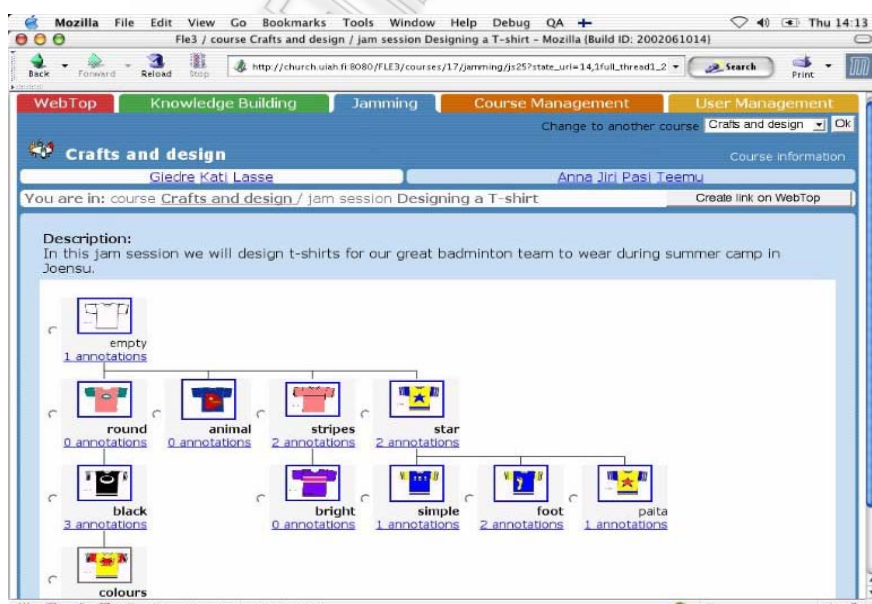 Mozilla File Edit View Go Bookmarks Tools Window Help Debug QA Thu 14:13
Fle3 / course Crafts and design / jam session Designing a T-shirt - Mozilla {Build ID: 2002061014}
Back Forward Reload Stop http://church.uiah.fi:8080/FLE3/courses/17/jamming/js25?state_url=14,1full_thread1_2 Search Print
WebTop Knowledge Building Jamming Course Management User Management
Change to another course Crafts and design Ok
Crafts and design Course information
Giedre Kati Lasse Anna Jiri Pasi Teemu
You are in: course Crafts and design / jam session Designing a T-shirt Create link on WebTop
Description:
In this jam session we will design t-shirts for our great badminton team to wear during summer camp in
Joensu.
empty
1 annotations
round animal stripes star
0 annotations 0 annotations 2 annotations 2 annotations
black bright simple foot paita
3 annotations 0 annotations 1 annotations 2 annotations 1 annotations
colours